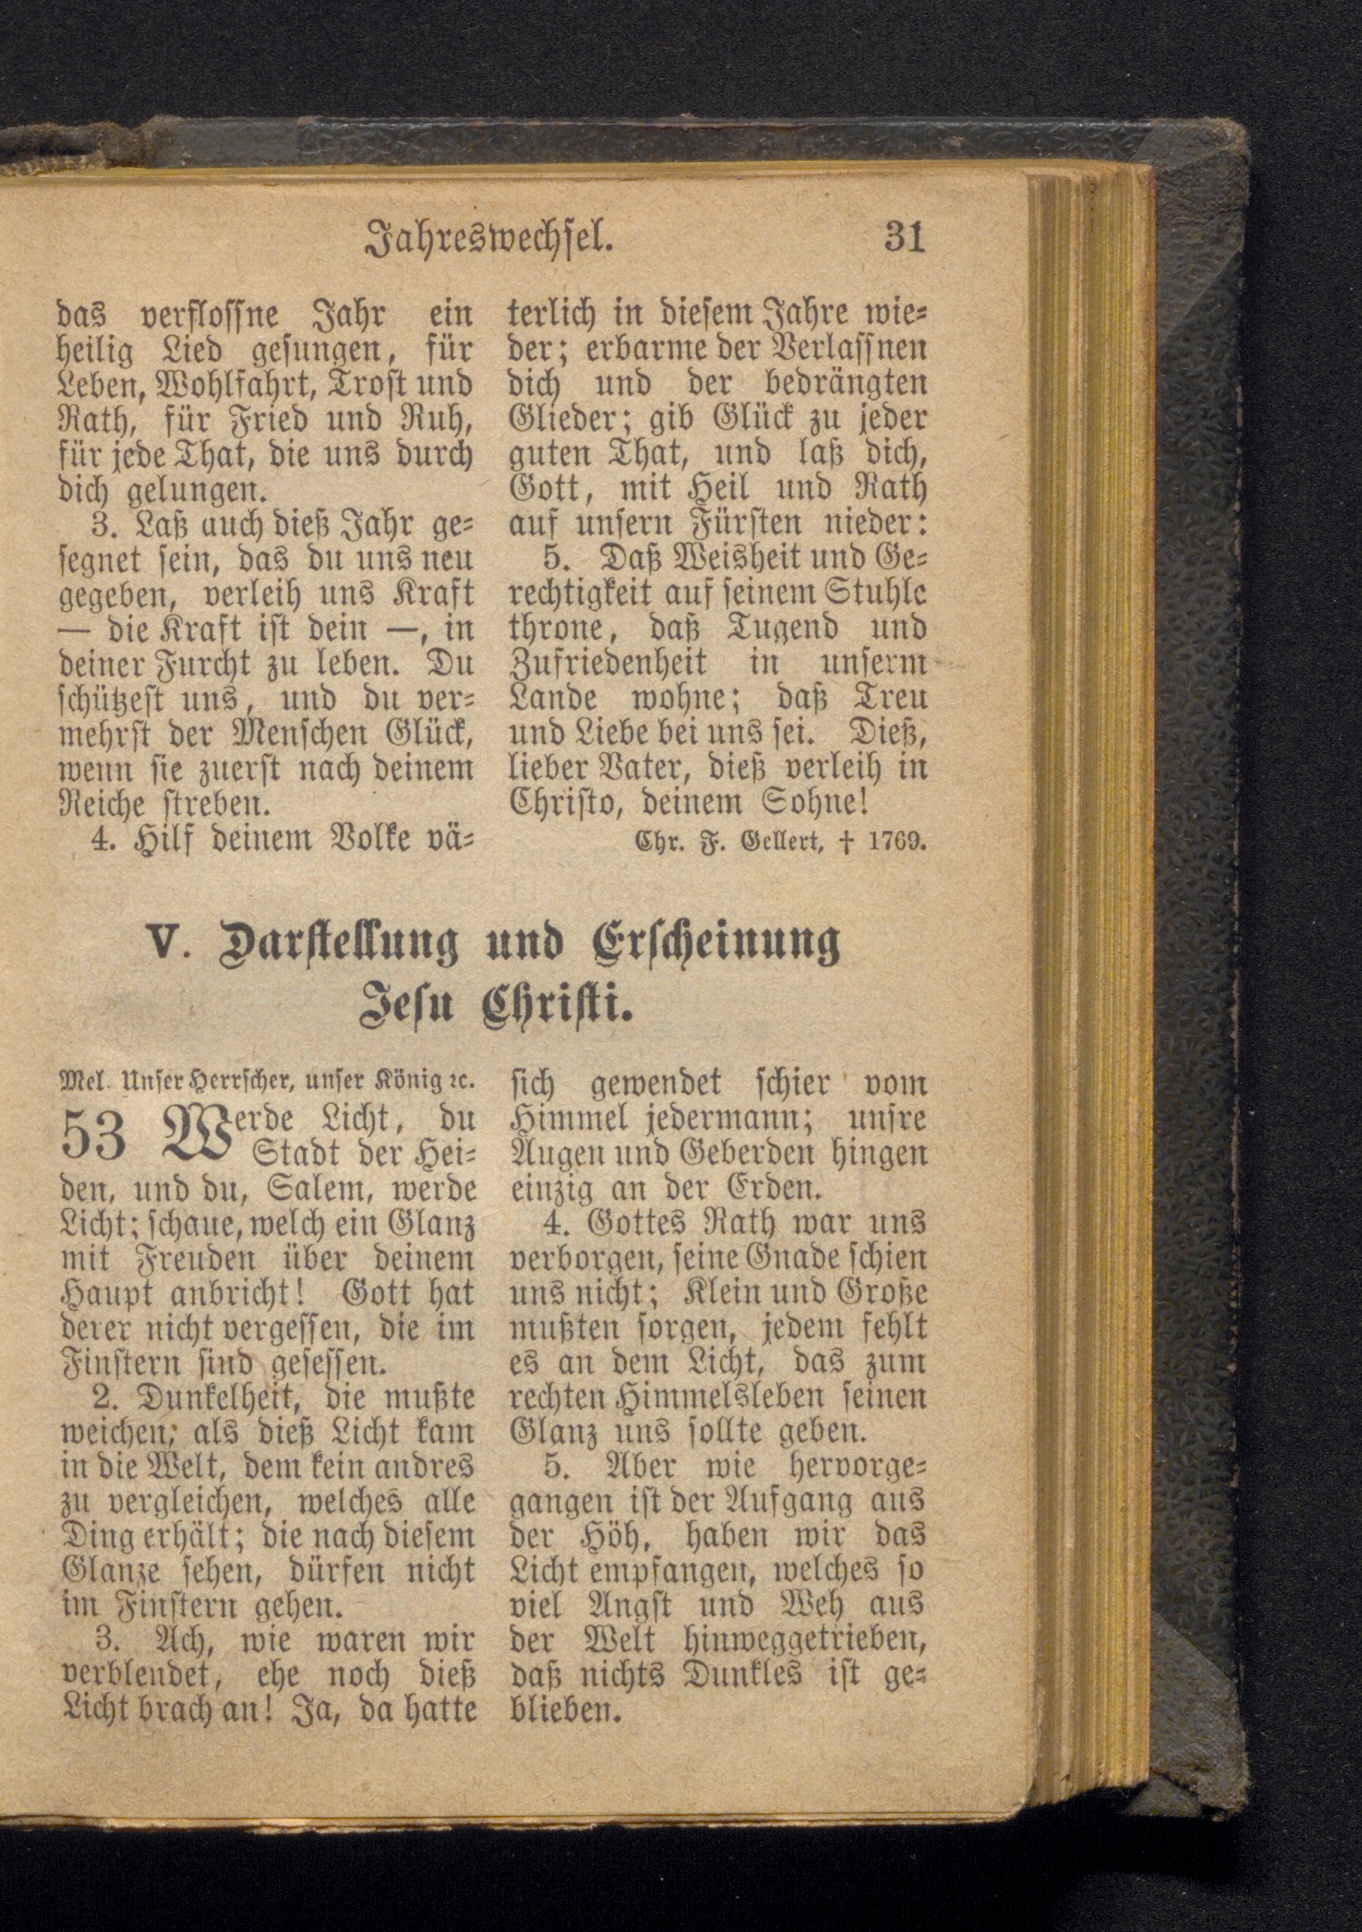 Jahreswechsel. 31
das verflossne Jahr ein
heilig Lied gesungen, für
Leben, Wohlfahrt, Trost und
Rath, für Fried und Ruh,
für jede That, die uns durch
dich gelungen.
3. Laß auch dieß Jahr ge-
segnet sein, das du uns neu
gegeben, verleih uns Kraft
— die Kraft ist dein —, in
deiner Furcht zu leben. Du
schützest uns, und du ver-
mehrst der Menschen Glück,
wenn sie zuerst nach deinem
Reiche streben.
4. Hilf deinem Volke vä-
terlich in diesem Jahre wie-
der; erbarme der Verlassnen
dich und der bedrängten
Glieder; gib Glück zu jeder
guten That, und laß dich,
Gott, mit Heil und Rath
auf unsern Fürsten nieder:
5. Daß Weisheit und Ge-
rechtigkeit auf seinem Stuhle
throne, daß Tugend und
Zufriedenheit in unserm
Lande wohne; daß Treu
und Liebe bei uns sei. Dieß,
lieber Vater, dieß verleih in
Christo, deinem Sohne!
Chr. F. Gellert, † 1769.
V. Darstellung und Erscheinung
Jesu Christi.
Mel. Unser Herrscher, unser König ꝛc.
53 Werde Licht, du
Stadt der Hei-
den, und du, Salem, werde
Licht; schaue, welch ein Glanz
mit Freuden über deinem
Haupt anbricht! Gott hat
derer nicht vergessen, die im
Finstern sind gesessen.
2. Dunkelheit, die mußte
weichen; als dieß Licht kam
in die Welt, dem kein andres
zu vergleichen, welches alle
Ding erhält; die nach diesem
Glanze sehen, dürfen nicht
im Finstern gehen.
3. Ach, wie waren wir
verblendet, ehe noch dieß
Licht brach an! Ja, da hatte
sich gewendet schier vom
Himmel jedermann; unsre
Augen und Geberden hingen
einzig an der Erden.
4. Gottes Rath war uns
verborgen, seine Gnade schien
uns nicht; Klein und Große
mußten sorgen, jedem fehlt
es an dem Licht, das zum
rechten Himmelsleben seinen
Glanz uns sollte geben.
5. Aber wie hervorge-
gangen ist der Aufgang aus
der Höh, haben wir das
Licht empfangen, welches so
viel Angst und Weh aus
der Welt hinweggetrieben,
daß nichts Dunkles ist ge-
blieben.